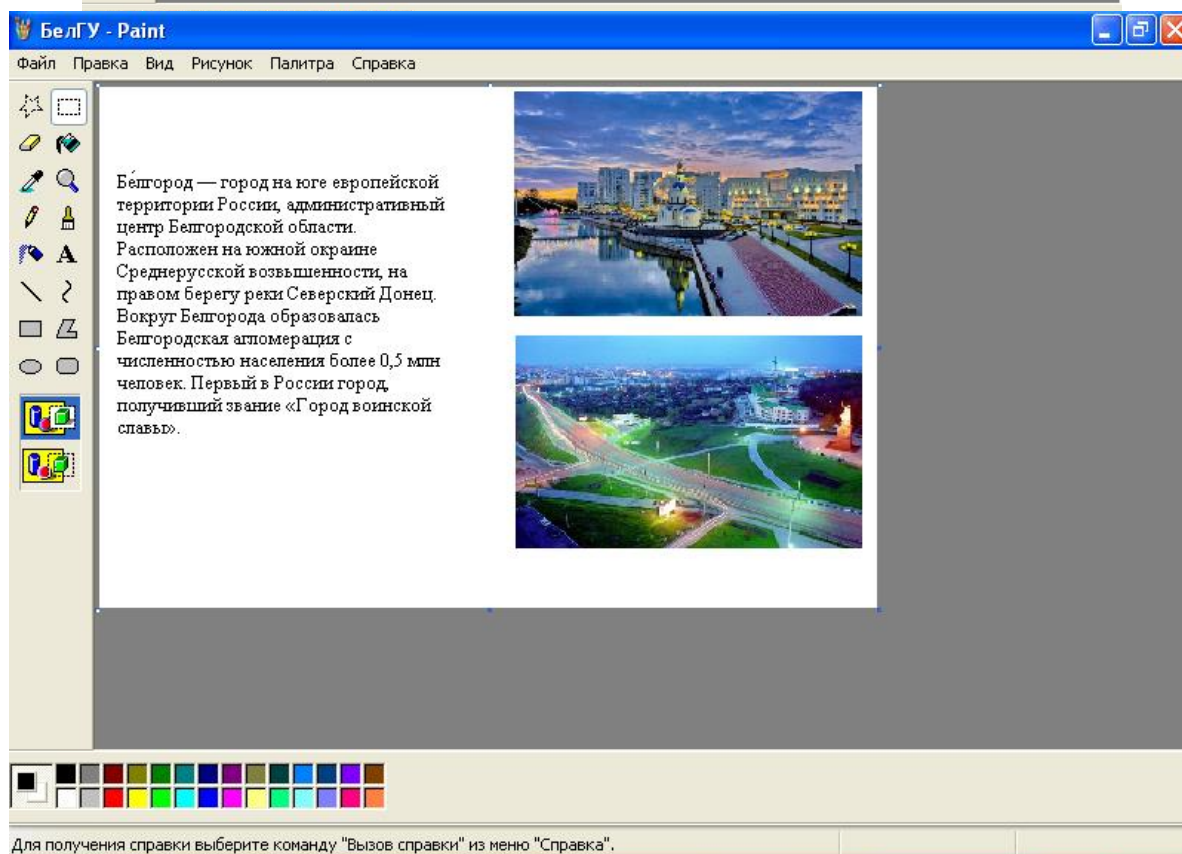 БелГУ - Paint
Файл Правка Вид Рисунок Палитра Справка
A
Бе́лгород — город на юге европейской
территории России, административный
центр Белгородской области.
Расположен на южной окраине
Среднерусской возвышенности, на
правом берегу реки Северский Донец.
Вокруг Белгорода образовалась
Белгородская агломерация с
численностью населения более 0,5 млн
человек. Первый в России город,
получивший звание «Город воинской
славы».
Для получения справки выберите команду "Вызов справки" из меню "Справка".